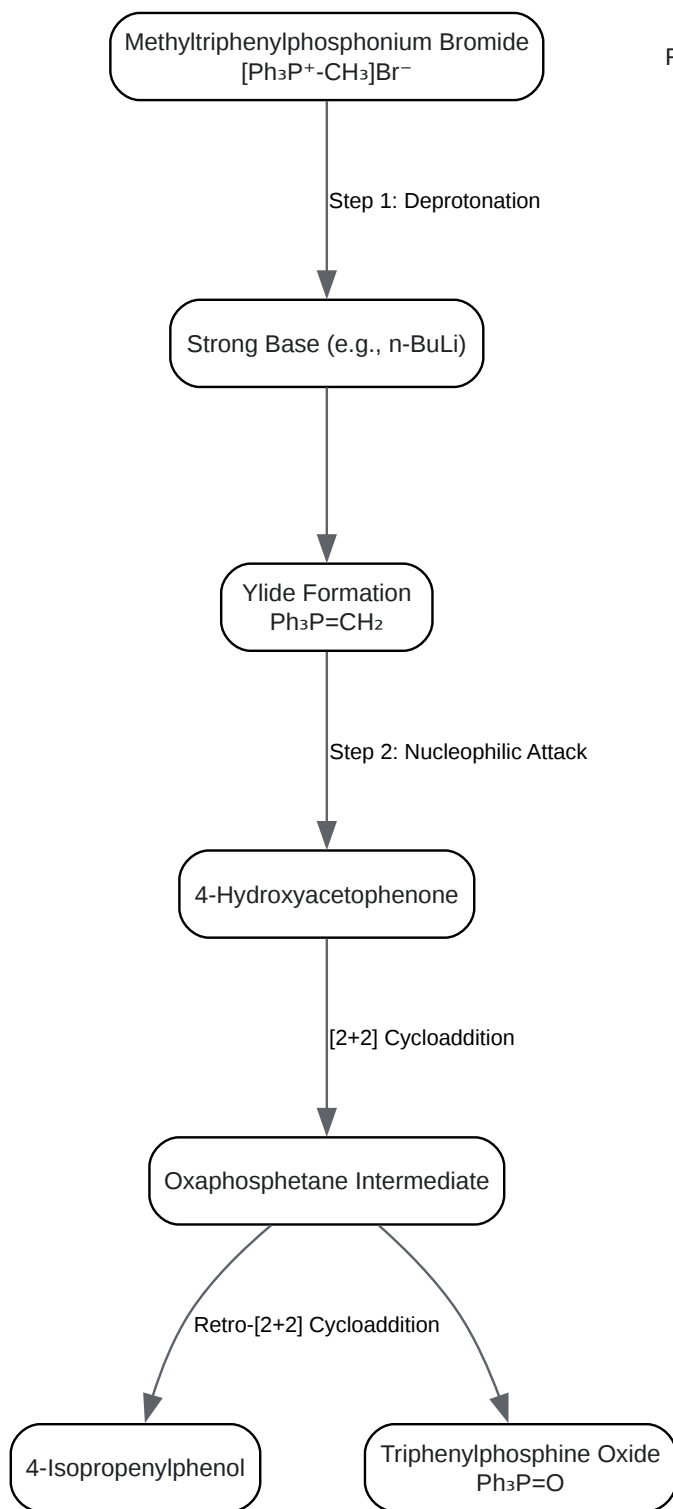 Methyltriphenylphosphonium Bromide
[Ph₃P⁺-CH₃]Br⁻
Step 1: Deprotonation
Strong Base (e.g., n-BuLi)
Ylide Formation
Ph₃P=CH₂
Step 2: Nucleophilic Attack
4-Hydroxyacetophenone
[2+2] Cycloaddition
Oxaphosphetane Intermediate
Retro-[2+2] Cycloaddition
4-Isopropenylphenol
Triphenylphosphine Oxide
Ph₃P=O